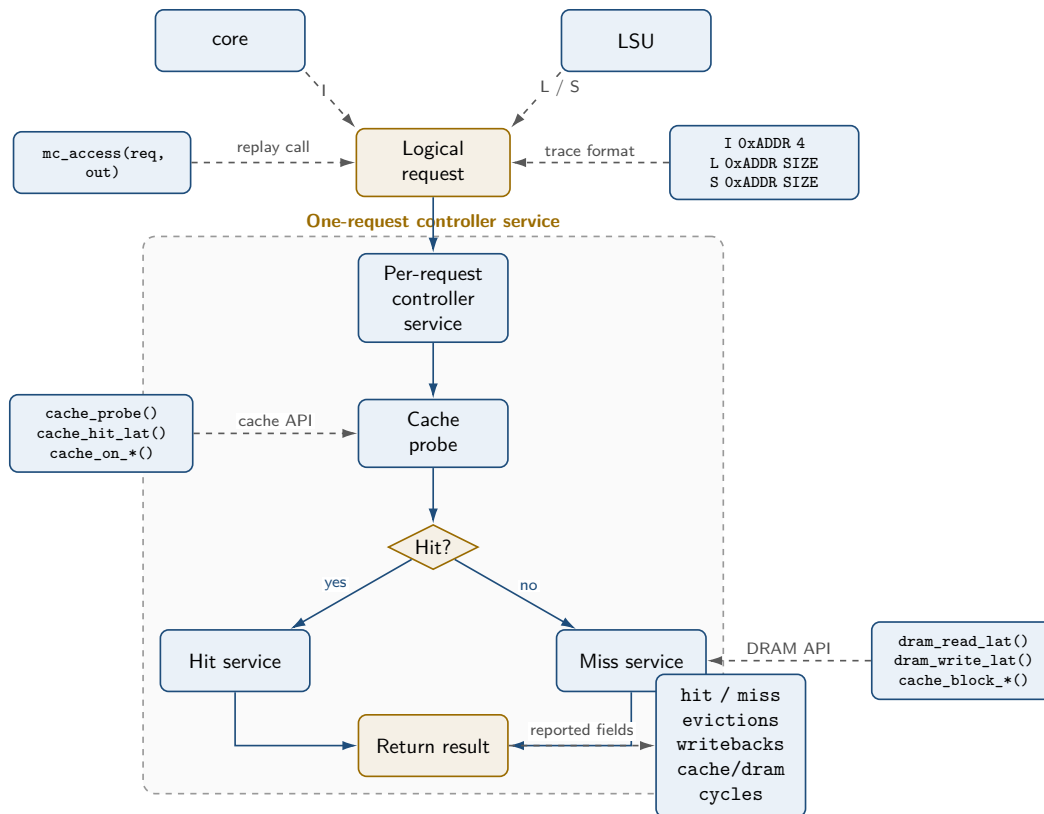 core
LSU
I
L / S
mc_access(req,
out)
replay call
Logical
request
trace format
I 0xADDR 4
L 0xADDR SIZE
S 0xADDR SIZE
One-request controller service
Per-request
controller
service
cache_probe()
cache_hit_lat()
cache_on_*()
cache API
Cache
probe
Hit?
yes
no
Hit service
Miss service
DRAM API
dram_read_lat()
dram_write_lat()
cache_block_*()
Return result
reported fields
hit / miss
evictions
writebacks
cache/dram
cycles